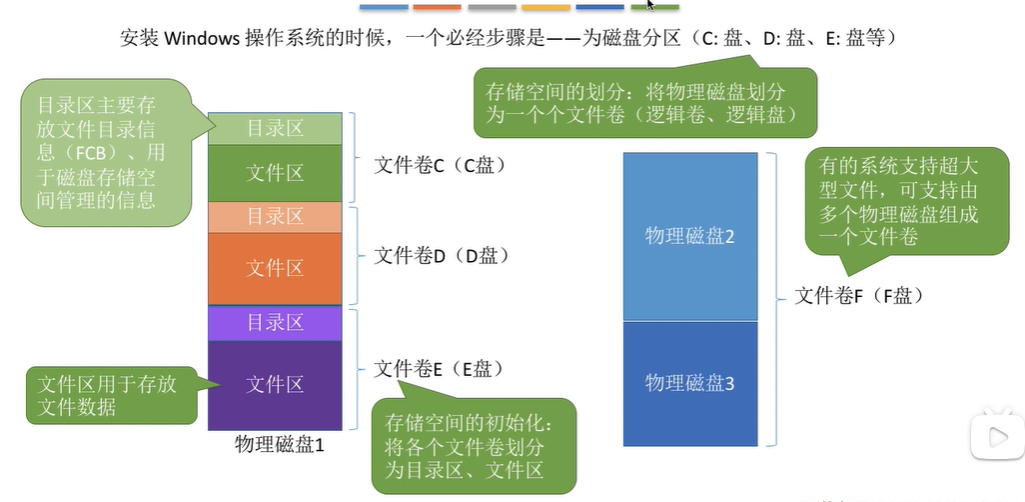 安装 Windows 操作系统的时候，一个必经步骤是——为磁盘分区（C: 盘、D: 盘、E: 盘等）
存储空间的划分：将物理磁盘划分
为一个个文件卷（逻辑卷、逻辑盘）
目录区主要存
放文件目录信
息（FCB）、用
于磁盘存储空
间管理的信息
目录区
文件区
文件卷C（C盘）
目录区
文件区
文件卷D（D盘）
目录区
文件区
文件卷E（E盘）
文件区用于存放
文件数据
物理磁盘1
存储空间的初始化：
将各个文件卷划分
为目录区、文件区
物理磁盘2
物理磁盘3
有的系统支持超大
型文件，可支持由
多个物理磁盘组成
一个文件卷
文件卷F（F盘）